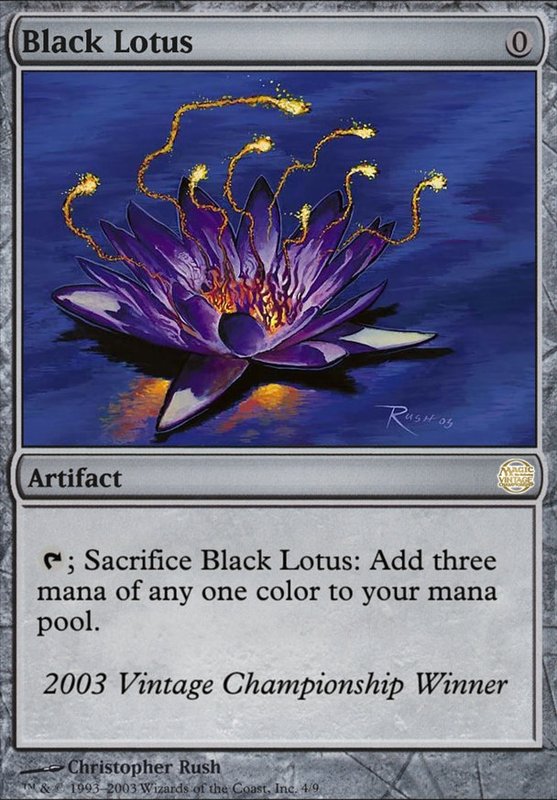 Black Lotus
0
RUSH 03
Artifact
MAGIC
VINTAGE
; Sacrifice Black Lotus: Add three
mana of any one color to your mana
pool.
2003 Vintage Championship Winner
Christopher Rush
™ & © 1993–2003 Wizards of the Coast, Inc. 4/9